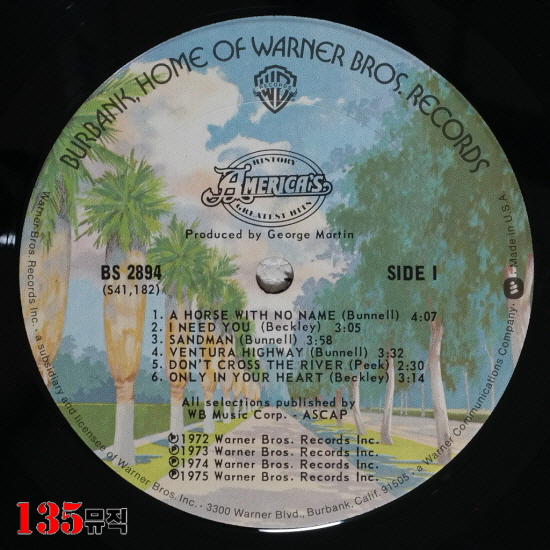 BURBANK, HOME OF WARNER BROS. RECORDS
WB
RECORDS
HISTORY
AMERICA'S
GREATEST HITS
Produced by George Martin
BS 2894
(S41,182)
SIDE 1
1. A HORSE WITH NO NAME (Bunnell) 4:07
2. I NEED YOU (Beckley) 3:05
3. SANDMAN (Bunnell) 3:58
4. VENTURA HIGHWAY (Bunnell) 3:32
5. DON'T CROSS THE RIVER (Peek) 2:30
6. ONLY IN YOUR HEART (Beckley) 3:14
All selections published by
WB Music Corp. - ASCAP
℗1972 Warner Bros. Records Inc.
℗1973 Warner Bros. Records Inc.
℗1974 Warner Bros. Records Inc.
℗1975 Warner Bros. Records Inc.
Warner Bros. Records Inc. • a subsidiary and licensee of Warner Bros. Inc. • 3300 Warner Blvd., Burbank, Calif. 91505 • a Warner Communications Company. Made in U.S.A.
135뮤직